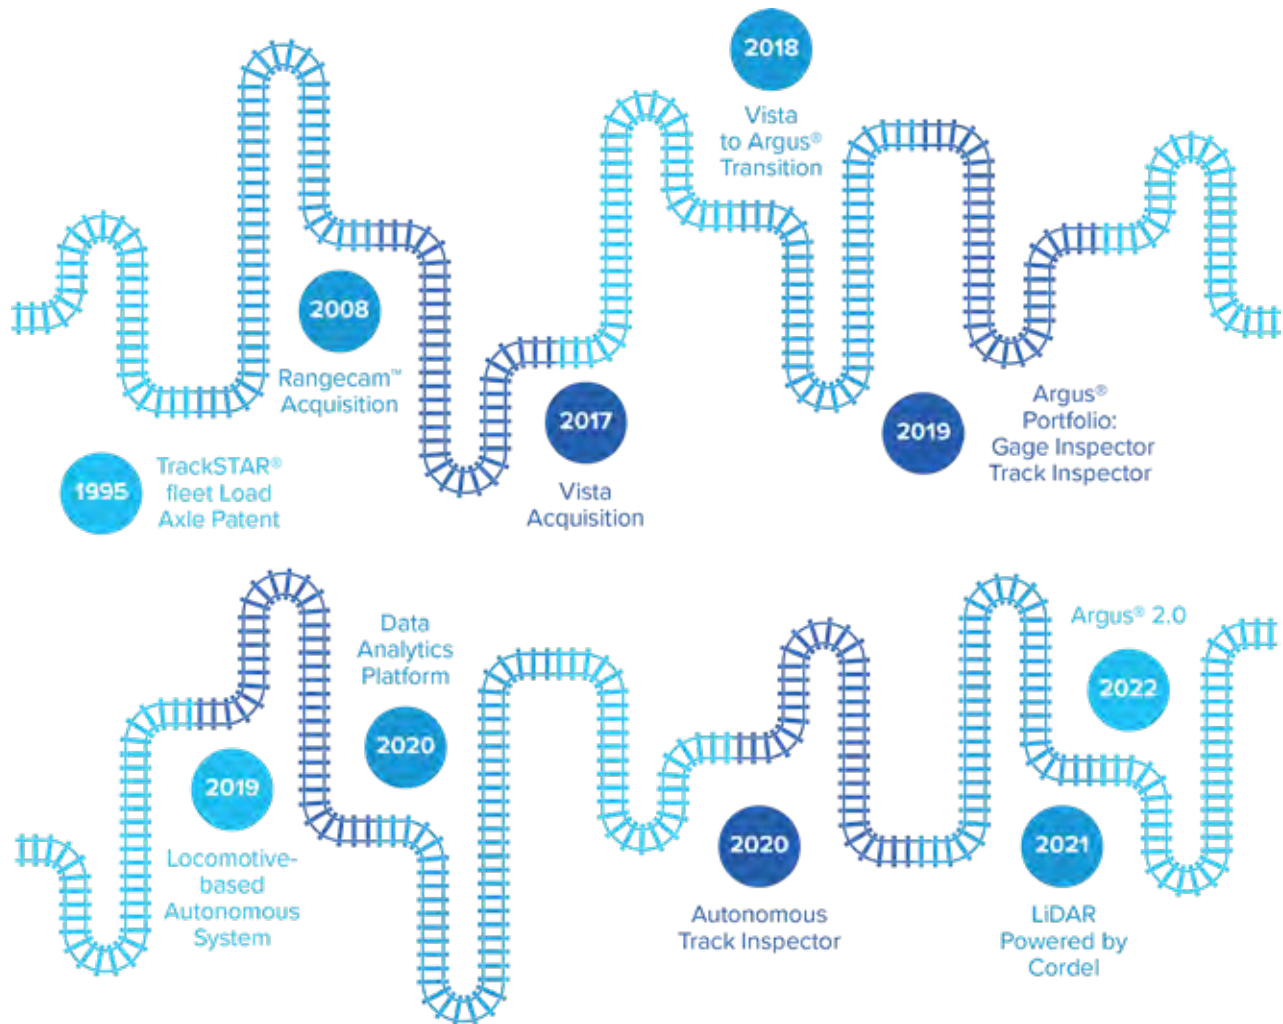 1995
TrackSTAR®
fleet Load
Axle Patent
2008
Rangecam™
Acquisition
2017
Vista
Acquisition
2018
Vista
to Argus®
Transition
2019
Argus®
Portfolio:
Gage Inspector
Track Inspector
2019
Locomotive-
based
Autonomous
System
Data
Analytics
Platform
2020
2020
Autonomous
Track Inspector
2021
LiDAR
Powered by
Cordel
Argus® 2.0
2022